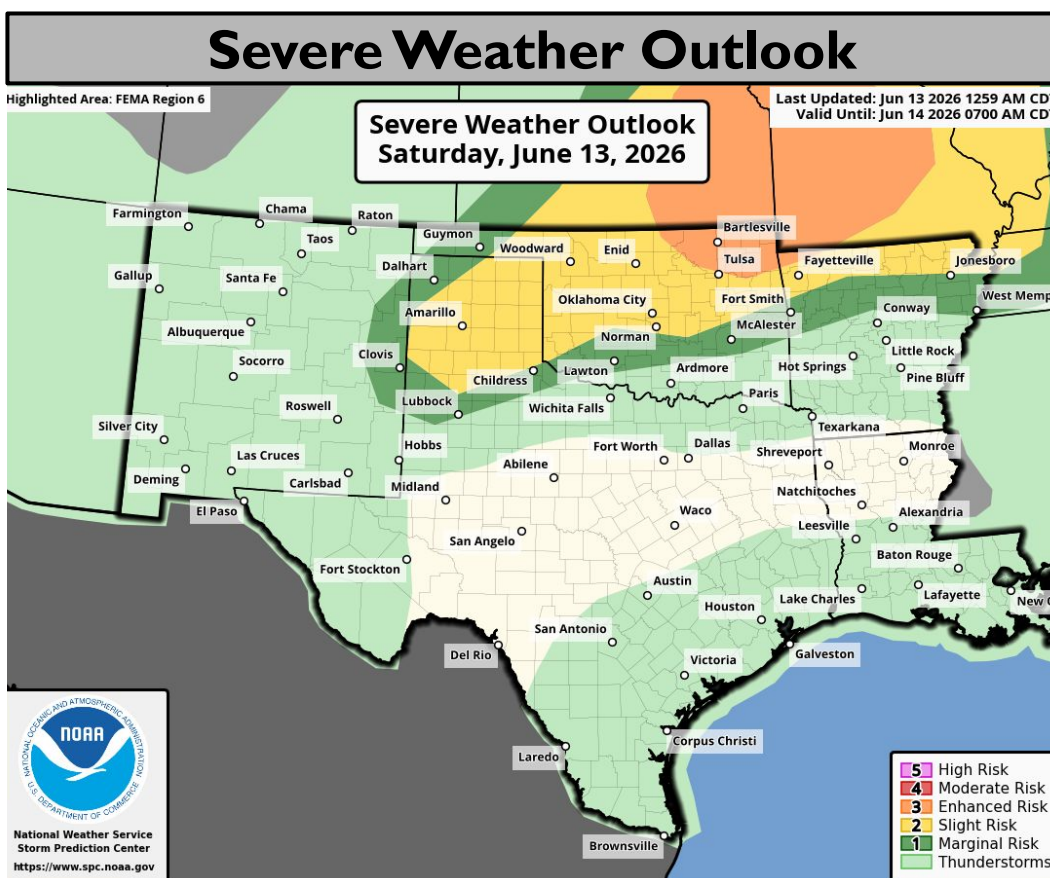 Severe Weather Outlook
Highlighted Area: FEMA Region 6
Severe Weather Outlook
Saturday, June 13, 2026
Last Updated: Jun 13 2026 1259 AM CD
Valid Until: Jun 14 2026 0700 AM CD
Farmington
Chama
Raton
Taos
Guymon
Woodward
Enid
Bartlesville
Gallup
Santa Fe
Dalhart
Tulsa
Fayetteville
Jonesboro
Albuquerque
Amarillo
Oklahoma City
Fort Smith
West Memp
Conway
Norman
McAlester
Socorro
Clovis
Childress
Lawton
Ardmore
Hot Springs
Little Rock
Pine Bluff
Roswell
Lubbock
Wichita Falls
Paris
Silver City
Hobbs
Texarkana
Las Cruces
Fort Worth
Dallas
Shreveport
Monroe
Deming
Carlsbad
Midland
Abilene
Natchitoches
El Paso
Waco
Leesville
Alexandria
San Angelo
Baton Rouge
Fort Stockton
Austin
Houston
Lake Charles
Lafayette
New O
Del Rio
San Antonio
Galveston
Victoria
Laredo
Corpus Christi
Brownsville
NATIONAL OCEANIC AND ATMOSPHERIC ADMINISTRATION
NOAA
U.S. DEPARTMENT OF COMMERCE
National Weather Service
Storm Prediction Center
https://www.spc.noaa.gov
5 High Risk
4 Moderate Risk
3 Enhanced Risk
2 Slight Risk
1 Marginal Risk
Thunderstorms